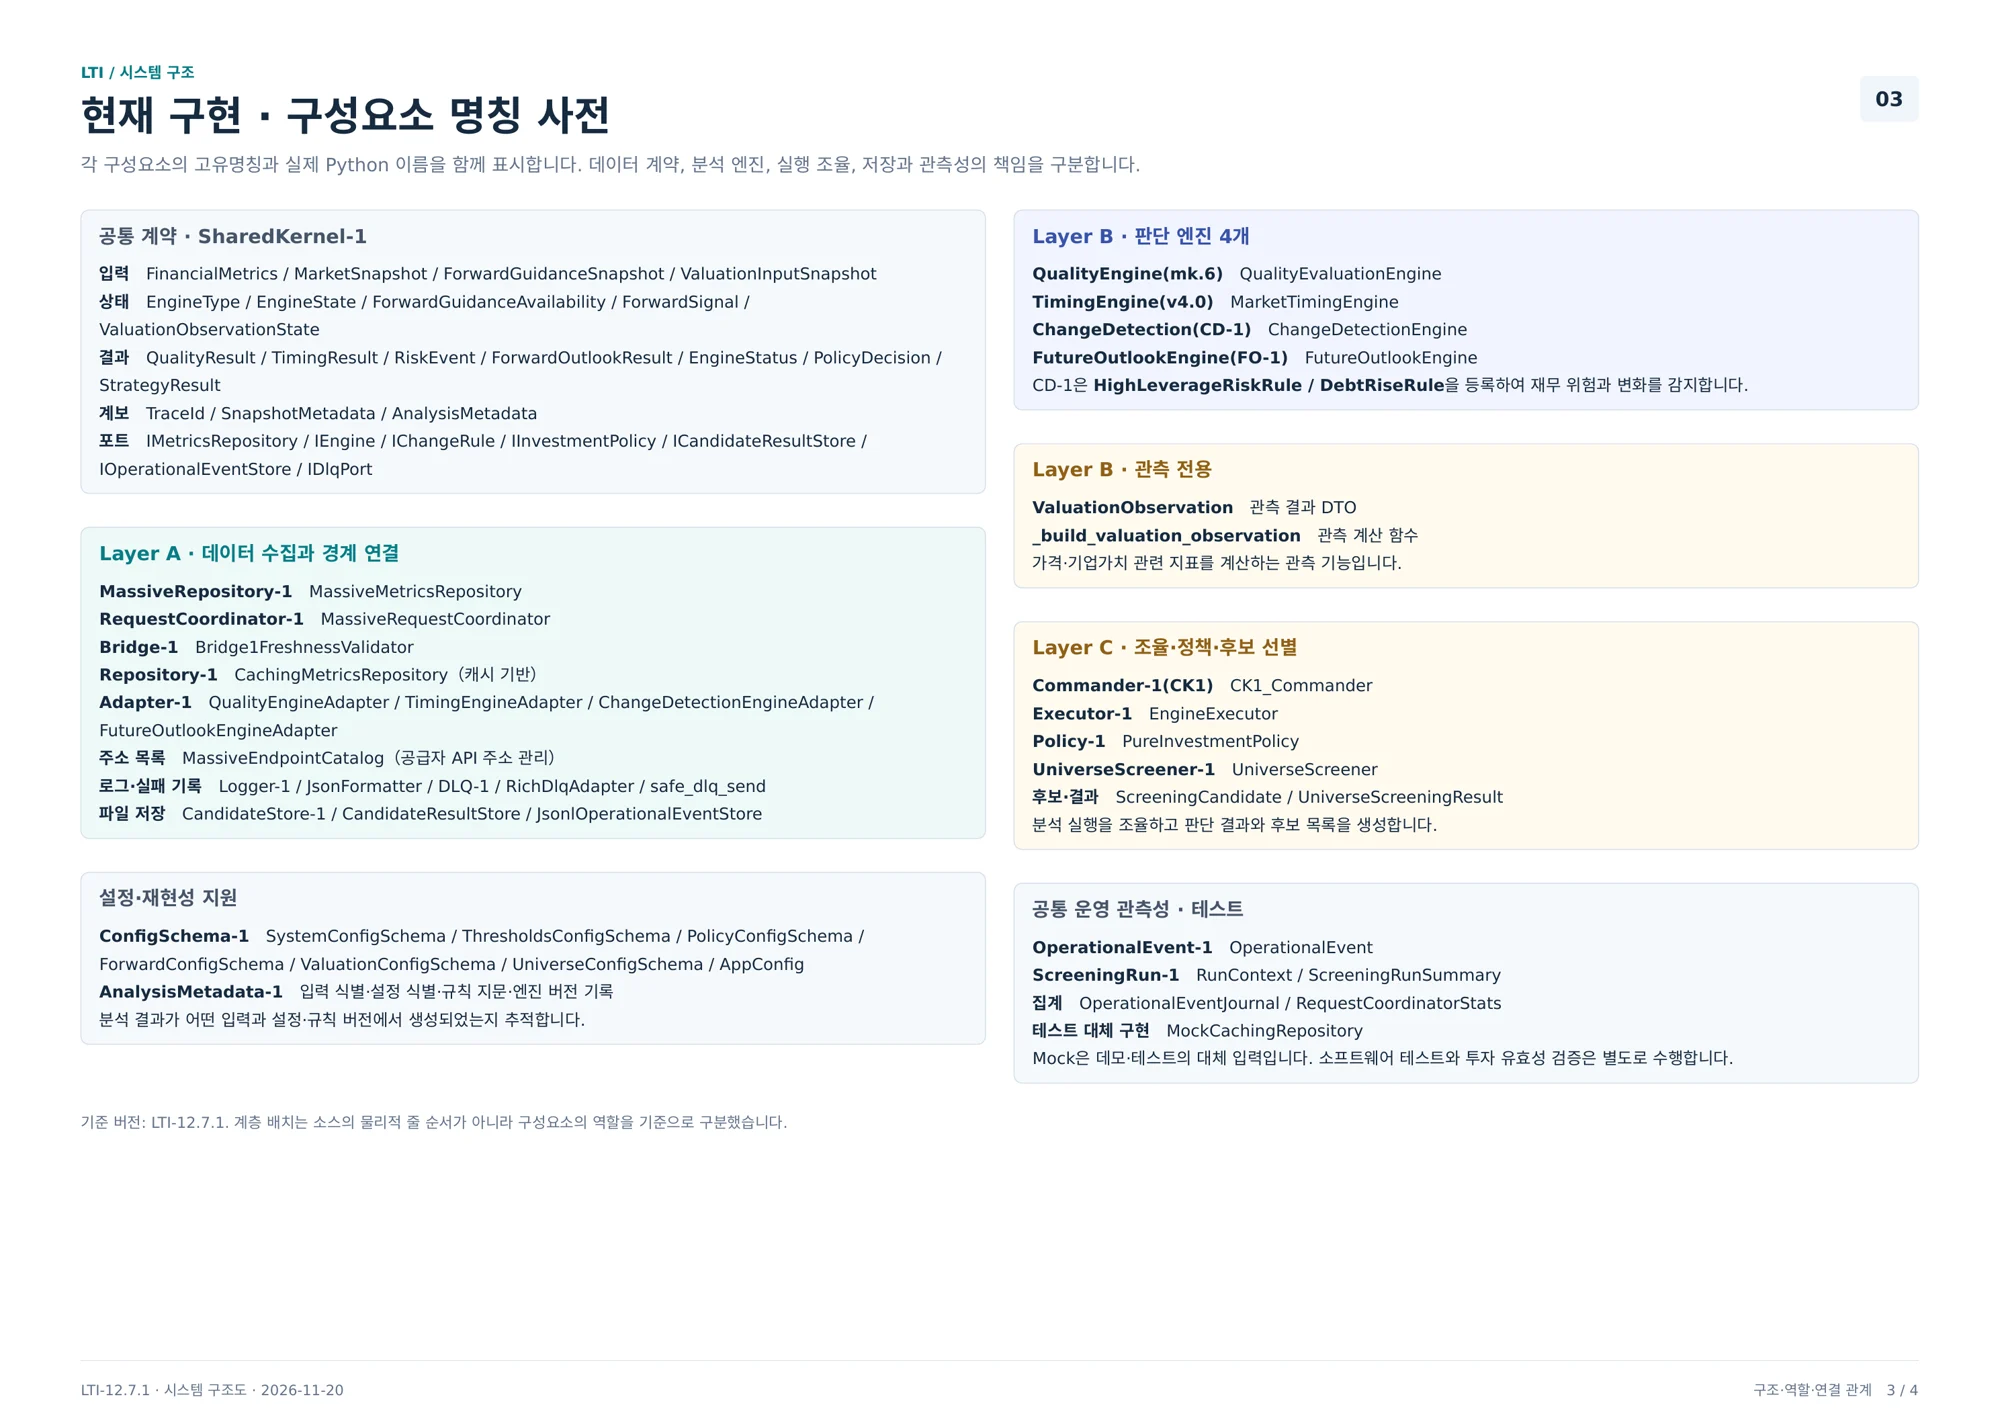 LTI / 시스템 구조
현재 구현 · 구성요소 명칭 사전
03
각 구성요소의 고유명칭과 실제 Python 이름을 함께 표시합니다. 데이터 계약, 분석 엔진, 실행 조율, 저장과 관측성의 책임을 구분합니다.
공통 계약 · SharedKernel-1
입력 FinancialMetrics / MarketSnapshot / ForwardGuidanceSnapshot / ValuationInputSnapshot
상태 EngineType / EngineState / ForwardGuidanceAvailability / ForwardSignal /
ValuationObservationState
결과 QualityResult / TimingResult / RiskEvent / ForwardOutlookResult / EngineStatus / PolicyDecision /
StrategyResult
계보 TraceId / SnapshotMetadata / AnalysisMetadata
포트 IMetricsRepository / IEngine / IChangeRule / IInvestmentPolicy / ICandidateResultStore /
IOperationalEventStore / IDlqPort
Layer A · 데이터 수집과 경계 연결
MassiveRepository-1 MassiveMetricsRepository
RequestCoordinator-1 MassiveRequestCoordinator
Bridge-1 Bridge1FreshnessValidator
Repository-1 CachingMetricsRepository（캐시 기반）
Adapter-1 QualityEngineAdapter / TimingEngineAdapter / ChangeDetectionEngineAdapter /
FutureOutlookEngineAdapter
주소 목록 MassiveEndpointCatalog（공급자 API 주소 관리）
로그·실패 기록 Logger-1 / JsonFormatter / DLQ-1 / RichDlqAdapter / safe_dlq_send
파일 저장 CandidateStore-1 / CandidateResultStore / JsonlOperationalEventStore
설정·재현성 지원
ConfigSchema-1 SystemConfigSchema / ThresholdsConfigSchema / PolicyConfigSchema /
ForwardConfigSchema / ValuationConfigSchema / UniverseConfigSchema / AppConfig
AnalysisMetadata-1 입력 식별·설정 식별·규칙 지문·엔진 버전 기록
분석 결과가 어떤 입력과 설정·규칙 버전에서 생성되었는지 추적합니다.
Layer B · 판단 엔진 4개
QualityEngine(mk.6) QualityEvaluationEngine
TimingEngine(v4.0) MarketTimingEngine
ChangeDetection(CD-1) ChangeDetectionEngine
FutureOutlookEngine(FO-1) FutureOutlookEngine
CD-1은 HighLeverageRiskRule / DebtRiseRule을 등록하여 재무 위험과 변화를 감지합니다.
Layer B · 관측 전용
ValuationObservation 관측 결과 DTO
_build_valuation_observation 관측 계산 함수
가격·기업가치 관련 지표를 계산하는 관측 기능입니다.
Layer C · 조율·정책·후보 선별
Commander-1(CK1) CK1_Commander
Executor-1 EngineExecutor
Policy-1 PureInvestmentPolicy
UniverseScreener-1 UniverseScreener
후보·결과 ScreeningCandidate / UniverseScreeningResult
분석 실행을 조율하고 판단 결과와 후보 목록을 생성합니다.
공통 운영 관측성 · 테스트
OperationalEvent-1 OperationalEvent
ScreeningRun-1 RunContext / ScreeningRunSummary
집계 OperationalEventJournal / RequestCoordinatorStats
테스트 대체 구현 MockCachingRepository
Mock은 데모·테스트의 대체 입력입니다. 소프트웨어 테스트와 투자 유효성 검증은 별도로 수행합니다.
기준 버전: LTI-12.7.1. 계층 배치는 소스의 물리적 줄 순서가 아니라 구성요소의 역할을 기준으로 구분했습니다.
LTI-12.7.1 · 시스템 구조도 · 2026-11-20
구조·역할·연결 관계 3 / 4